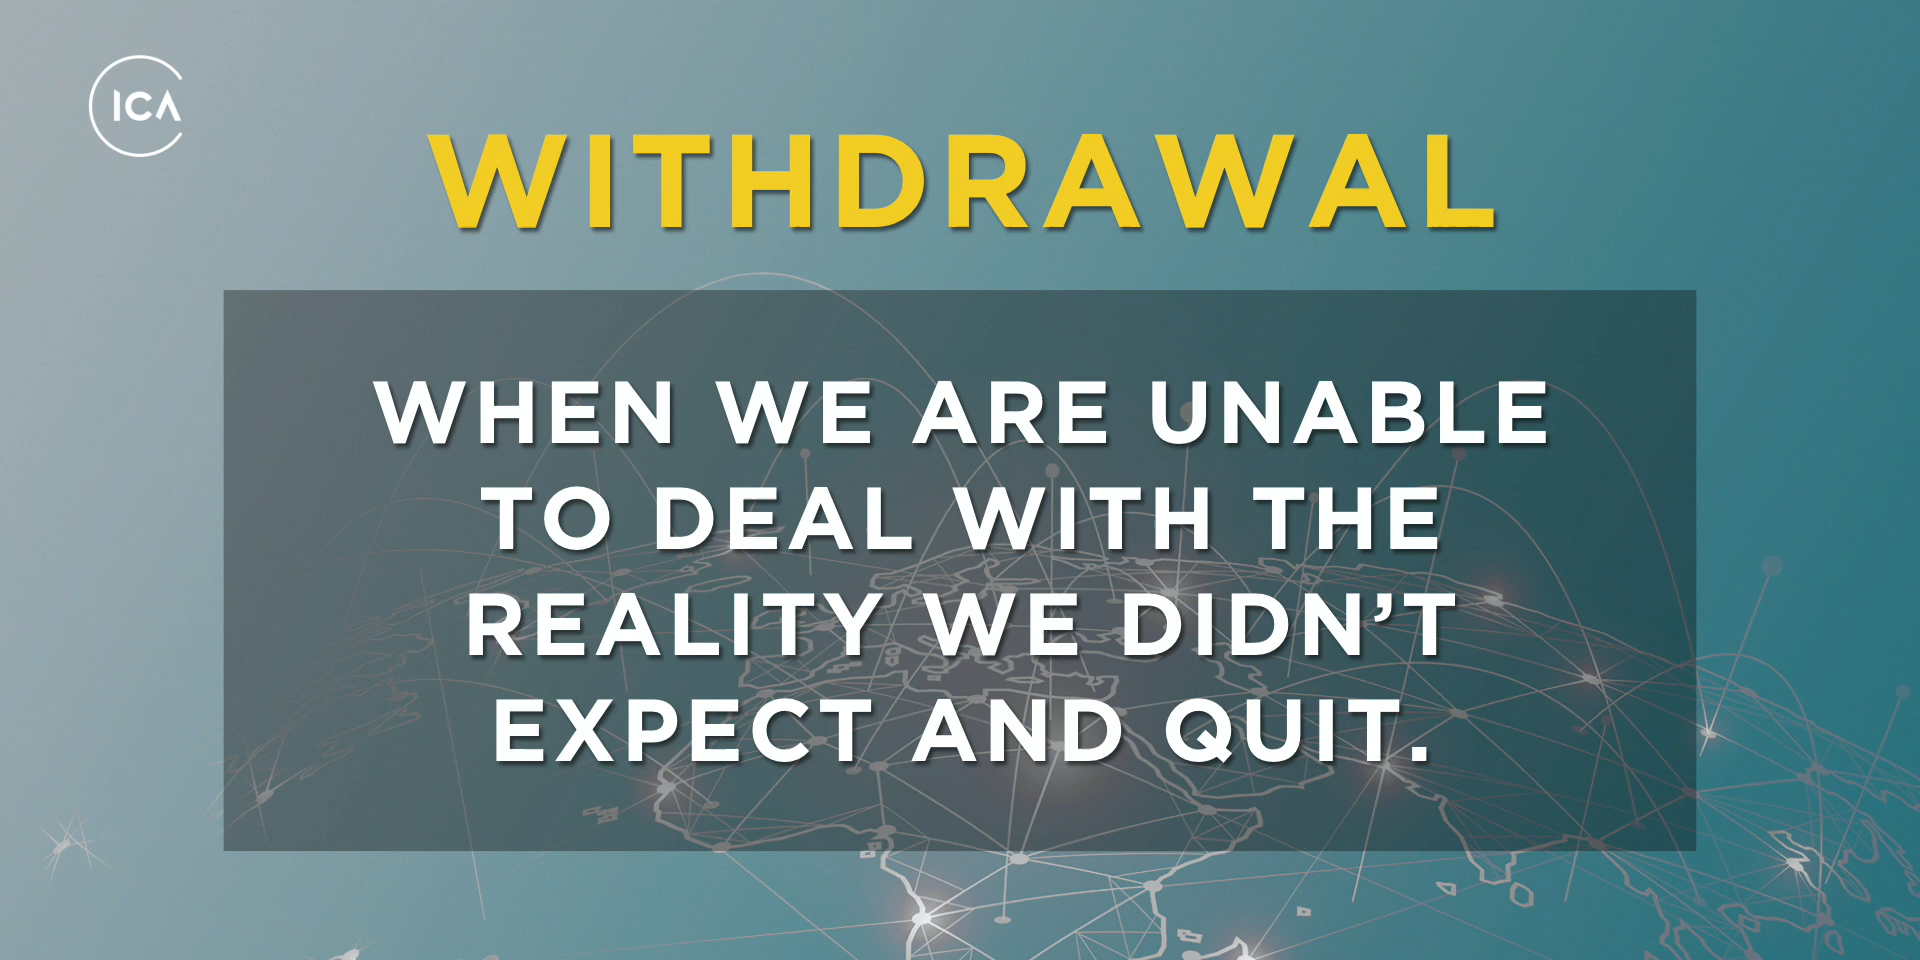 ICA
WITHDRAWAL
WHEN WE ARE UNABLE
TO DEAL WITH THE
REALITY WE DIDN’T
EXPECT AND QUIT.